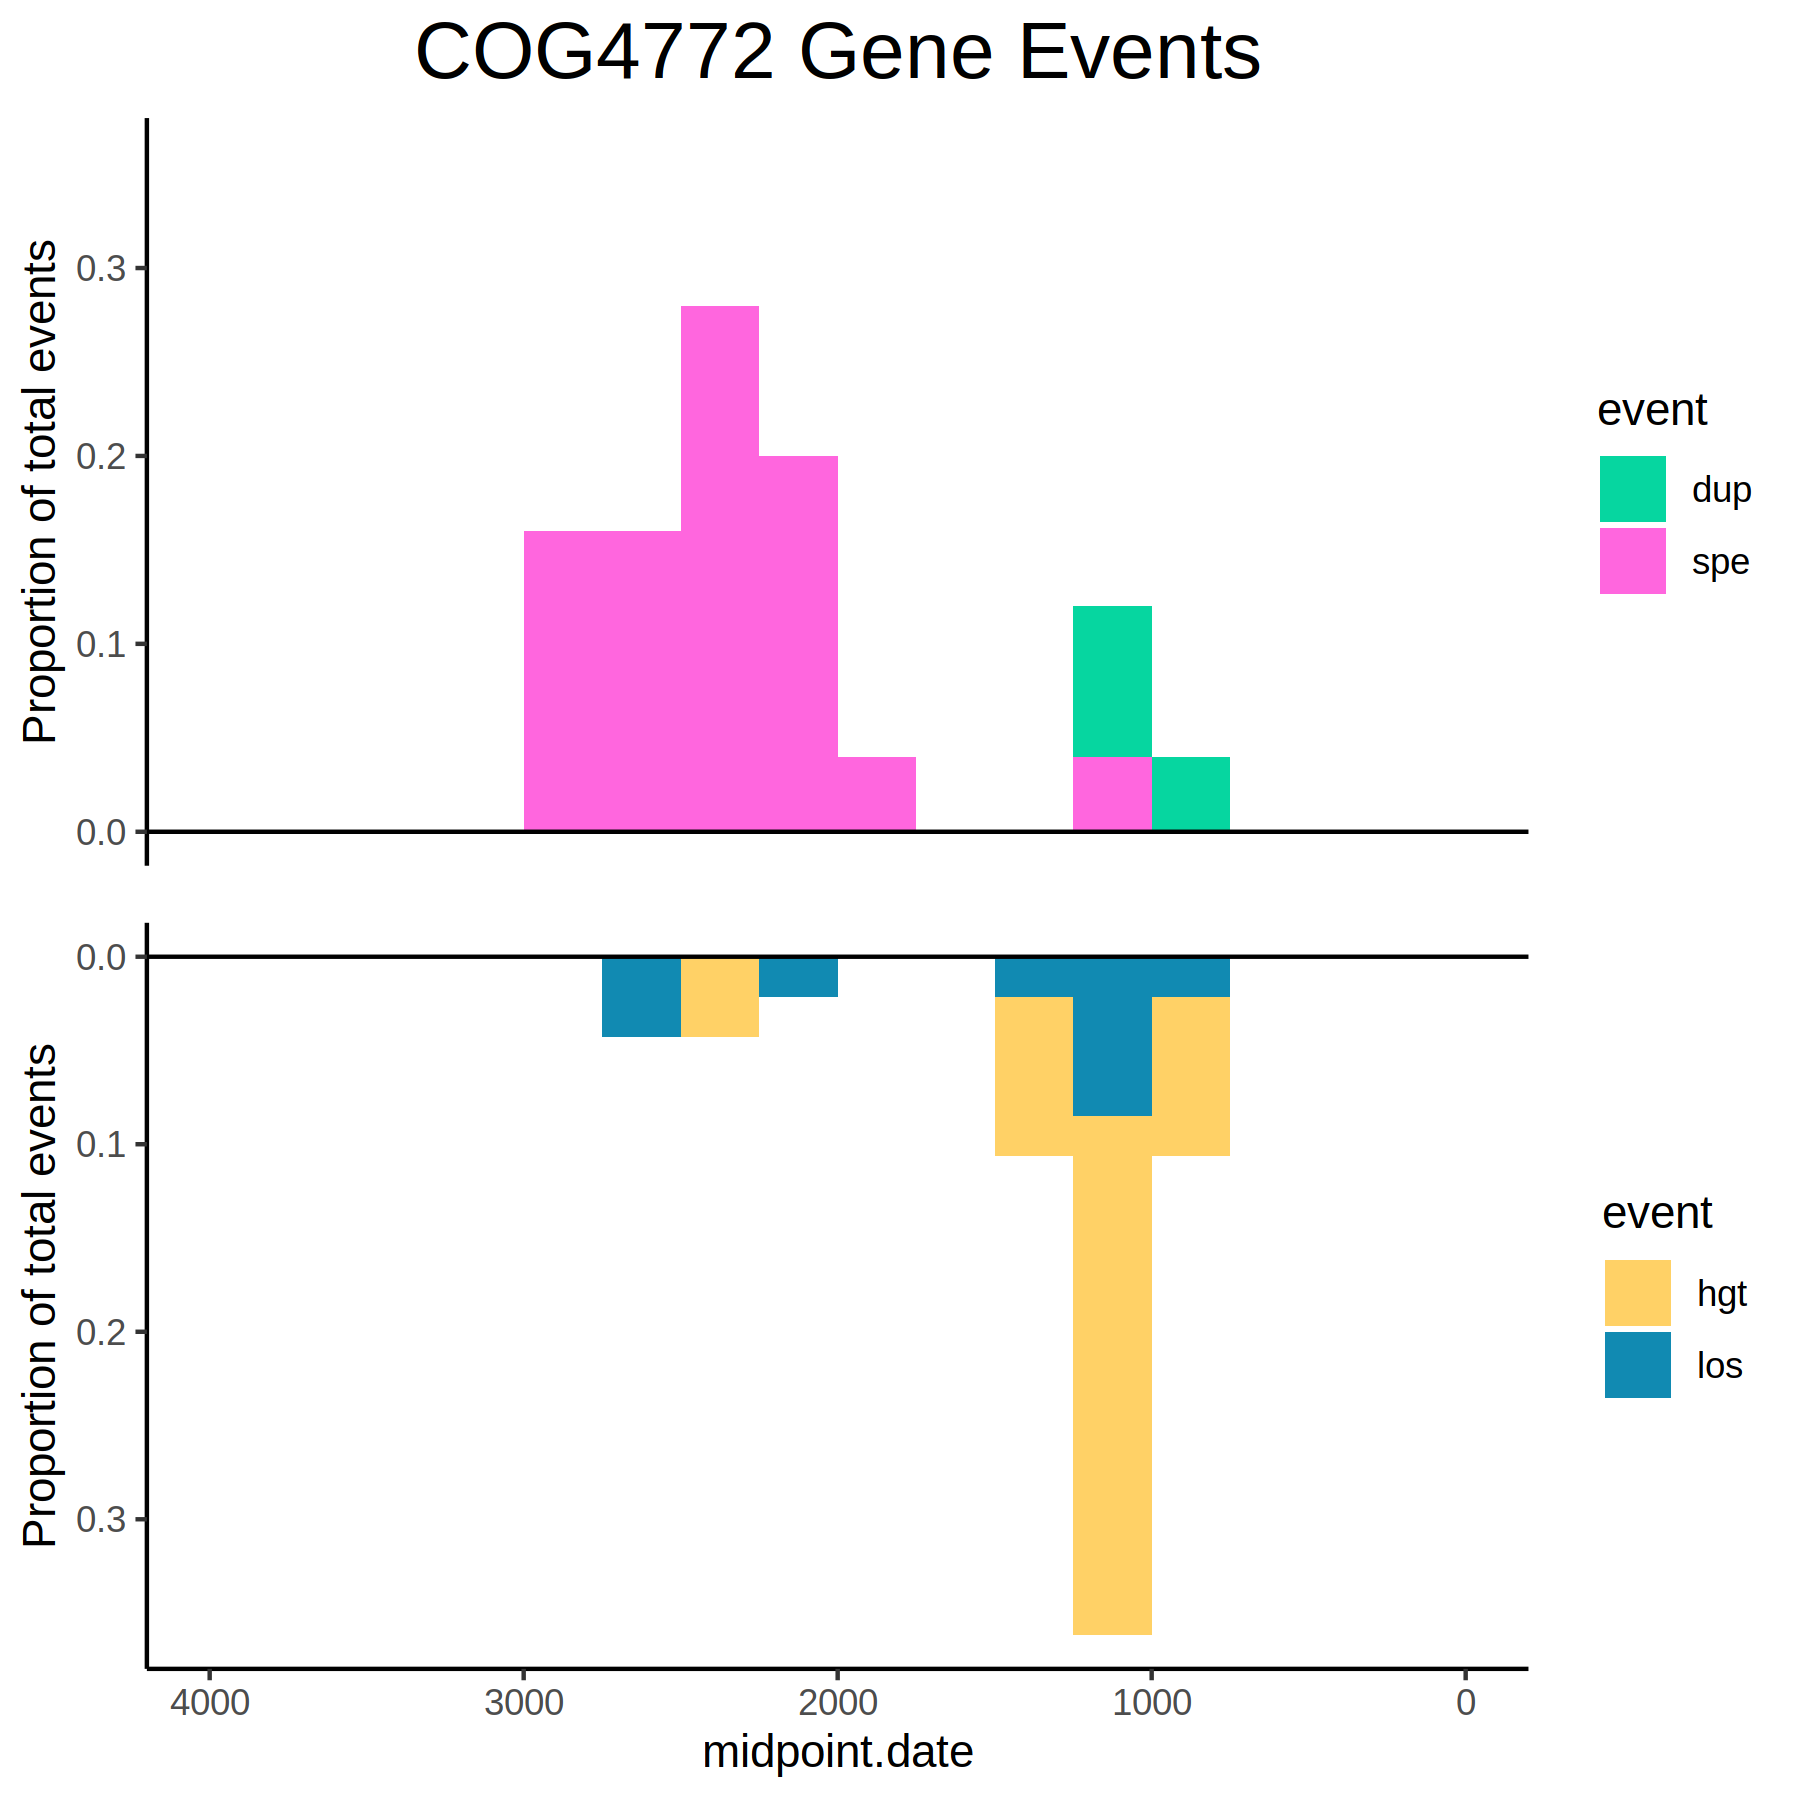 COG4772 Gene Events
Proportion of total events
0.3
0.2
0.1
0.0
event
dup
spe
Proportion of total events
0.0
0.1
0.2
0.3
event
hgt
los
4000 3000 2000 1000 0
midpoint.date